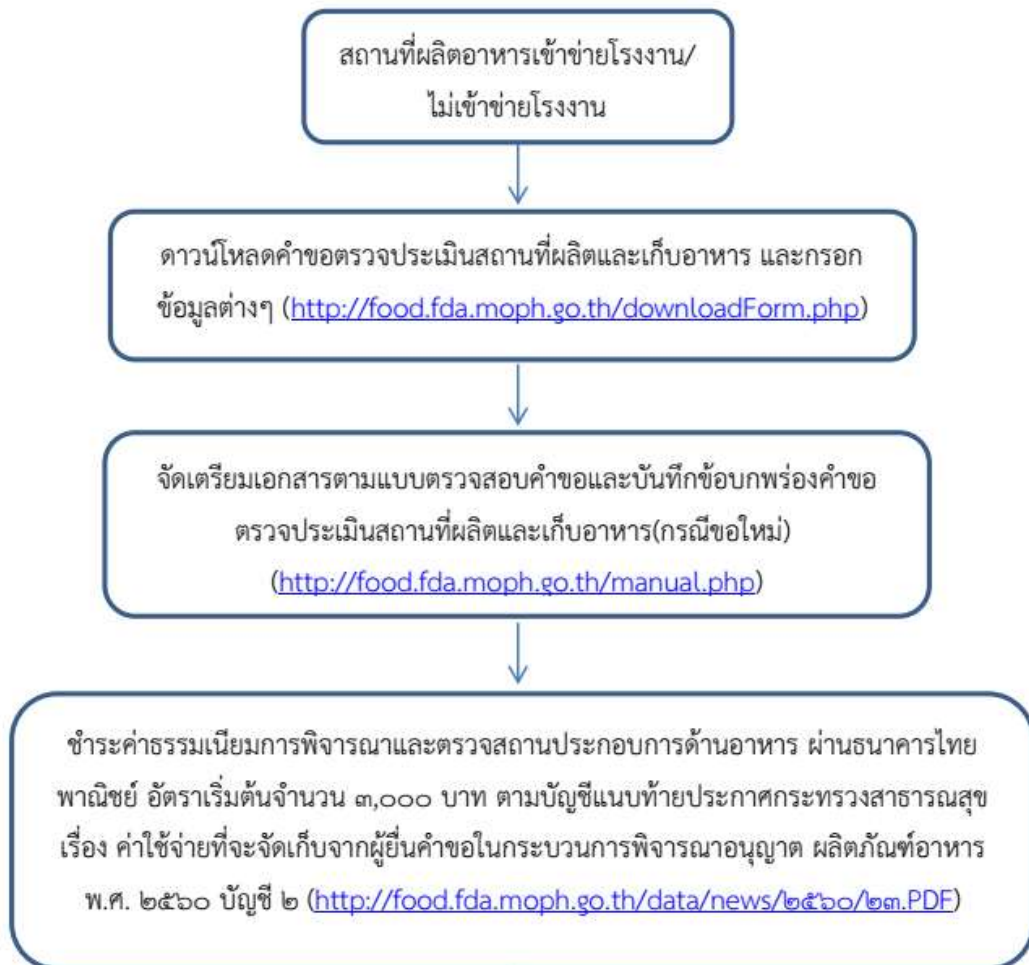 สถานที่ผลิตอาหารเข้าข่ายโรงงาน/
ไม่เข้าข่ายโรงงาน
ดาวน์โหลดคำขอตรวจประเมินสถานที่ผลิตและเก็บอาหาร และกรอก
ข้อมูลต่างๆ (http://food.fda.moph.go.th/downloadForm.php)
จัดเตรียมเอกสารตามแบบตรวจสอบคำขอและบันทึกข้อบกพร่องคำขอ
ตรวจประเมินสถานที่ผลิตและเก็บอาหาร(กรณีขอใหม่)
(http://food.fda.moph.go.th/manual.php)
ชำระค่าธรรมเนียมการพิจารณาและตรวจสถานประกอบการด้านอาหาร ผ่านธนาคารไทย
พาณิชย์ อัตราเริ่มต้นจำนวน ๓,๐๐๐ บาท ตามบัญชีแนบท้ายประกาศกระทรวงสาธารณสุข
เรื่อง ค่าใช้จ่ายที่จะจัดเก็บจากผู้ยื่นคำขอในกระบวนการพิจารณาอนุญาต ผลิตภัณฑ์อาหาร
พ.ศ. ๒๕๖๐ บัญชี ๒ (http://food.fda.moph.go.th/data/news/๒๕๖๐/๒๓.PDF)